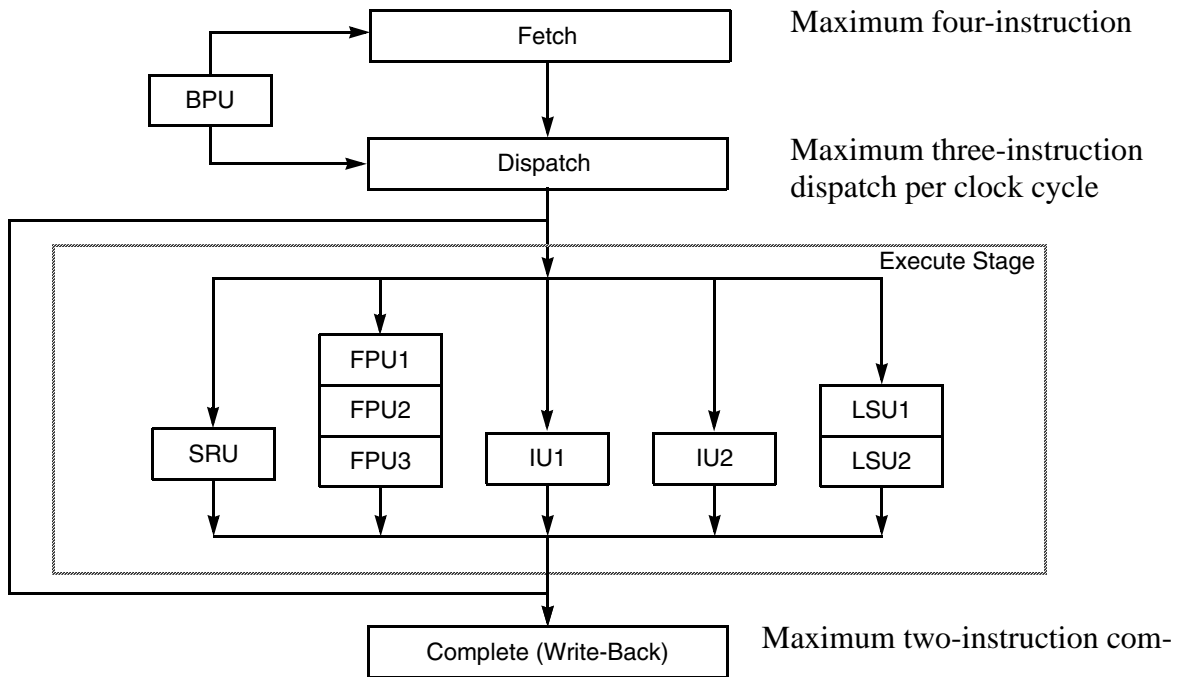 Maximum four-instruction
Fetch
BPU
Maximum three-instruction
dispatch per clock cycle
Dispatch
Execute Stage
FPU1
FPU2
FPU3
LSU1
LSU2
SRU
IU1
IU2
Complete (Write-Back)
Maximum two-instruction com-